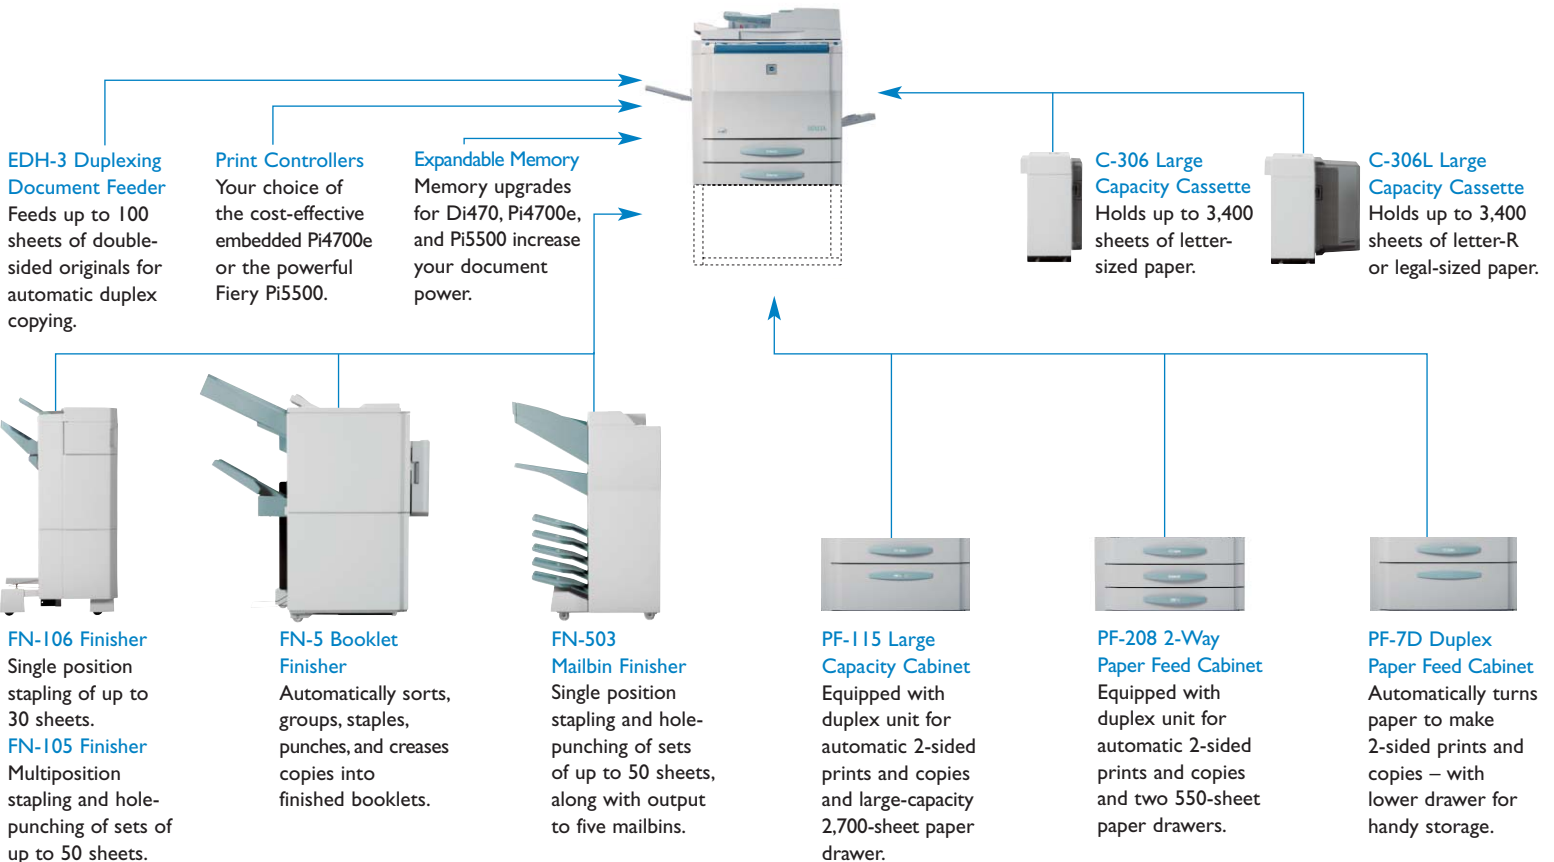 EDH-3 Duplexing
Document Feeder
Feeds up to 100
sheets of double-
sided originals for
automatic duplex
copying.
Print Controllers
Your choice of
the cost-effective
embedded Pi4700e
or the powerful
Fiery Pi5500.
Expandable Memory
Memory upgrades
for Di470, Pi4700e,
and Pi5500 increase
your document
power.
C-306 Large
Capacity Cassette
Holds up to 3,400
sheets of letter-
sized paper.
C-306L Large
Capacity Cassette
Holds up to 3,400
sheets of letter-R
or legal-sized paper.
FN-106 Finisher
Single position
stapling of up to
30 sheets.
FN-105 Finisher
Multiposition
stapling and hole-
punching of sets of
up to 50 sheets.
FN-5 Booklet
Finisher
Automatically sorts,
groups, staples,
punches, and creases
copies into
finished booklets.
FN-503
Mailbin Finisher
Single position
stapling and hole-
punching of sets
of up to 50 sheets,
along with output
to five mailbins.
PF-115 Large
Capacity Cabinet
Equipped with
duplex unit for
automatic 2-sided
prints and copies
and large-capacity
2,700-sheet paper
drawer.
PF-208 2-Way
Paper Feed Cabinet
Equipped with
duplex unit for
automatic 2-sided
prints and copies
and two 550-sheet
paper drawers.
PF-7D Duplex
Paper Feed Cabinet
Automatically turns
paper to make
2-sided prints and
copies – with
lower drawer for
handy storage.